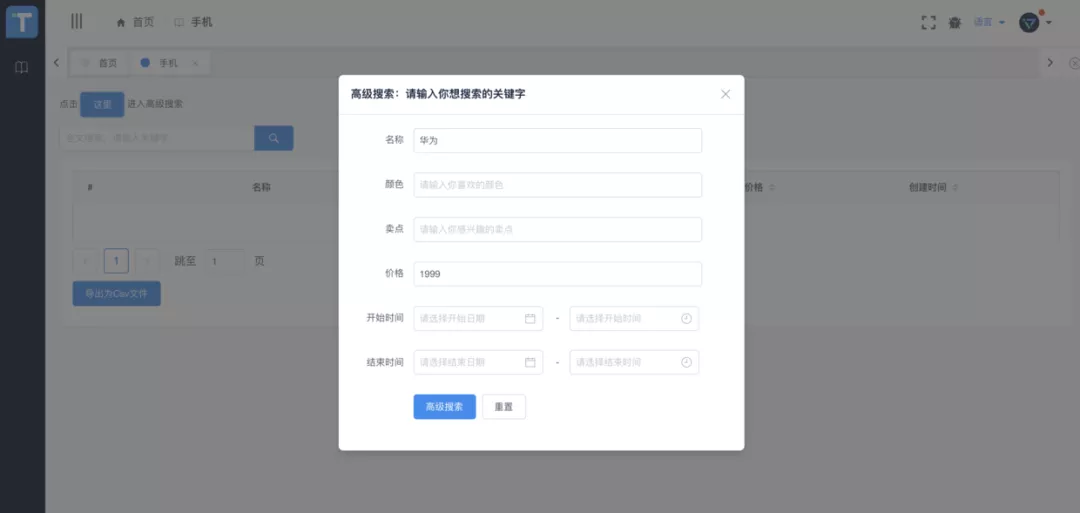 T
首页 手机
语言
首页 手机
点击 这里 进入高级搜索
全文搜索，请输入关键字
# 名称 价格 创建时间
1 跳至 1 页
导出为Csv文件
高级搜索：请输入你想搜索的关键字
名称 华为
颜色 请输入你喜欢的颜色
卖点 请输入你感兴趣的卖点
价格 1999
开始时间 请选择开始日期 - 请选择开始时间
结束时间 请选择结束日期 - 请选择结束时间
高级搜索 重置